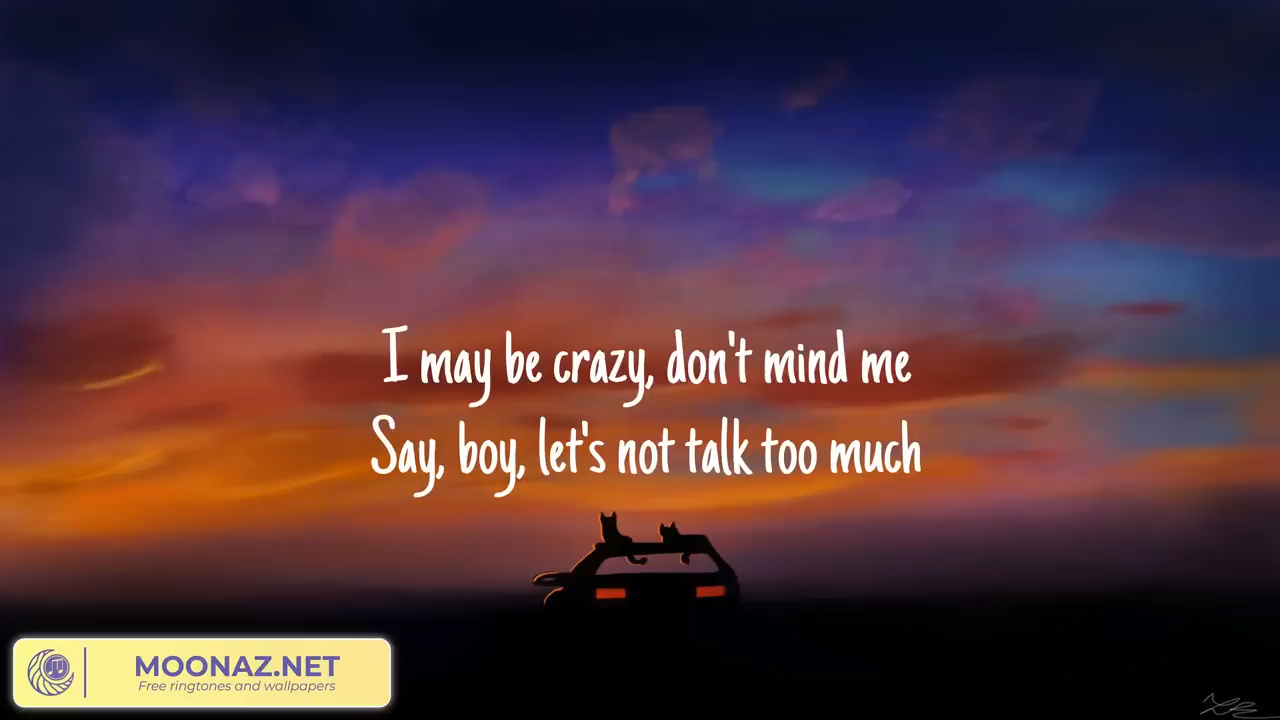 I may be crazy, don't mind me
Say, boy, let's not talk too much
MOONAZ.NET
Free ringtones and wallpapers